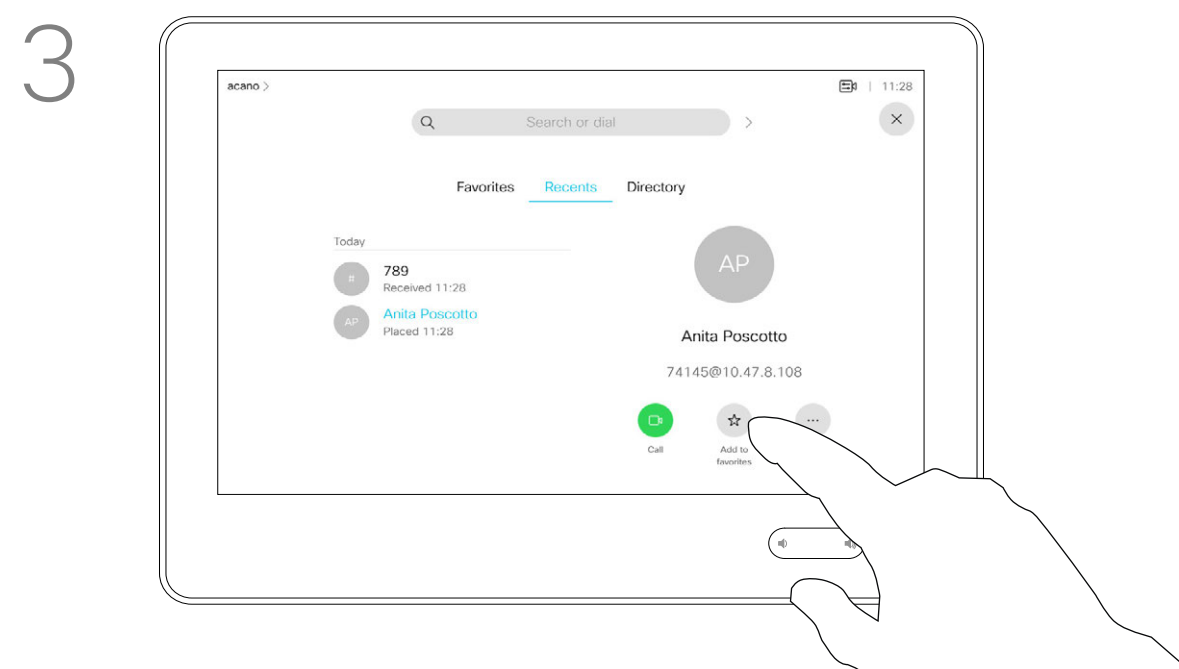 3
acano >
11:28
Search or dial
Favorites Recents Directory
Today
#
789
Received 11:28
AP
Anita Poscotto
Placed 11:28
AP
Anita Poscotto
74145@10.47.8.108
Call
Add to
favorites